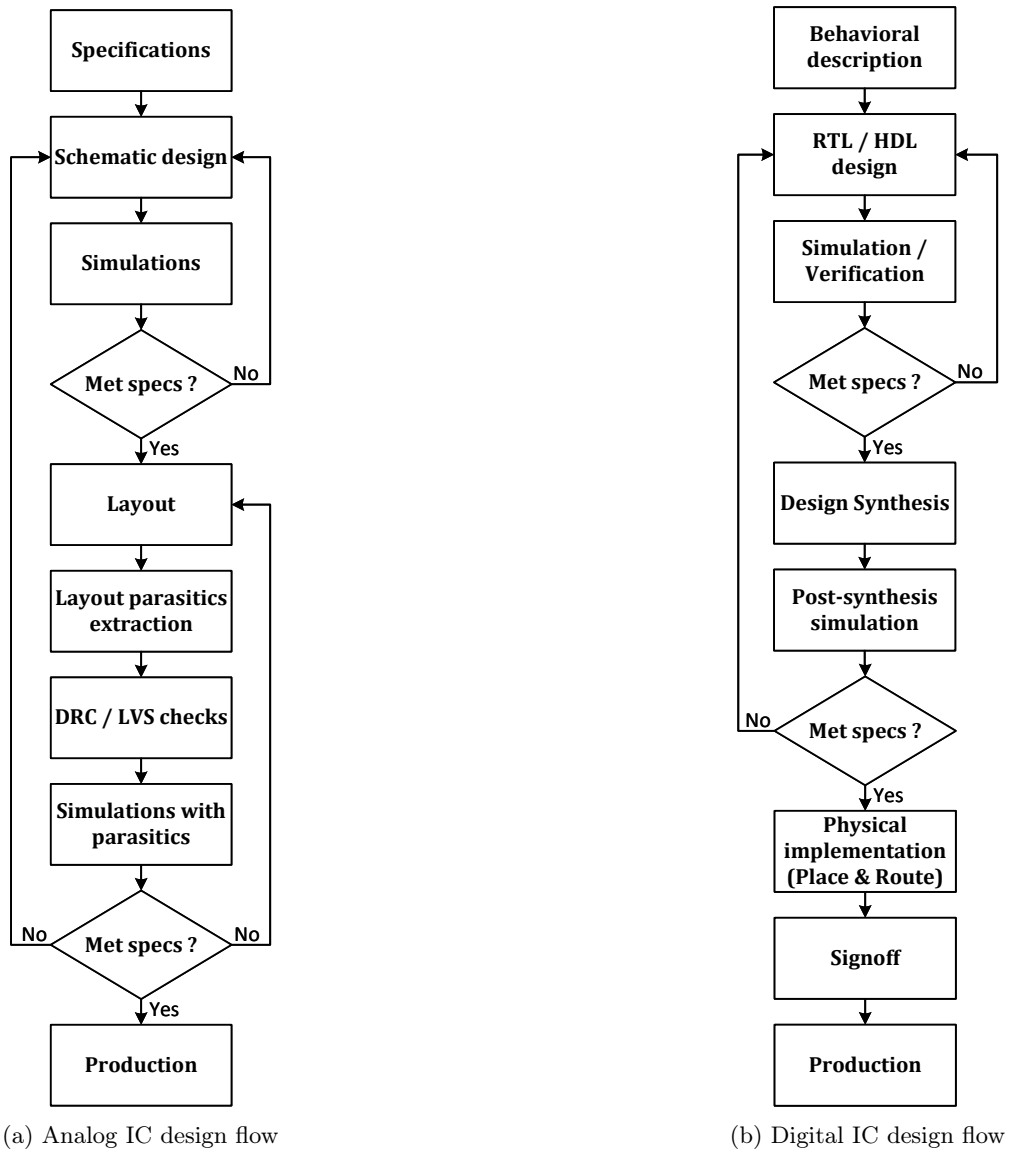 Specifications
Schematic design
Simulations
Met specs ?
No
Yes
Layout
Layout parasitics
extraction
DRC / LVS checks
Simulations with
parasitics
No
Met specs ?
No
Yes
Production
(a) Analog IC design flow
Behavioral
description
RTL / HDL
design
Simulation /
Verification
Met specs ?
No
Yes
Design Synthesis
Post-synthesis
simulation
No
Met specs ?
Yes
Physical
implementation
(Place & Route)
Signoff
Production
(b) Digital IC design flow